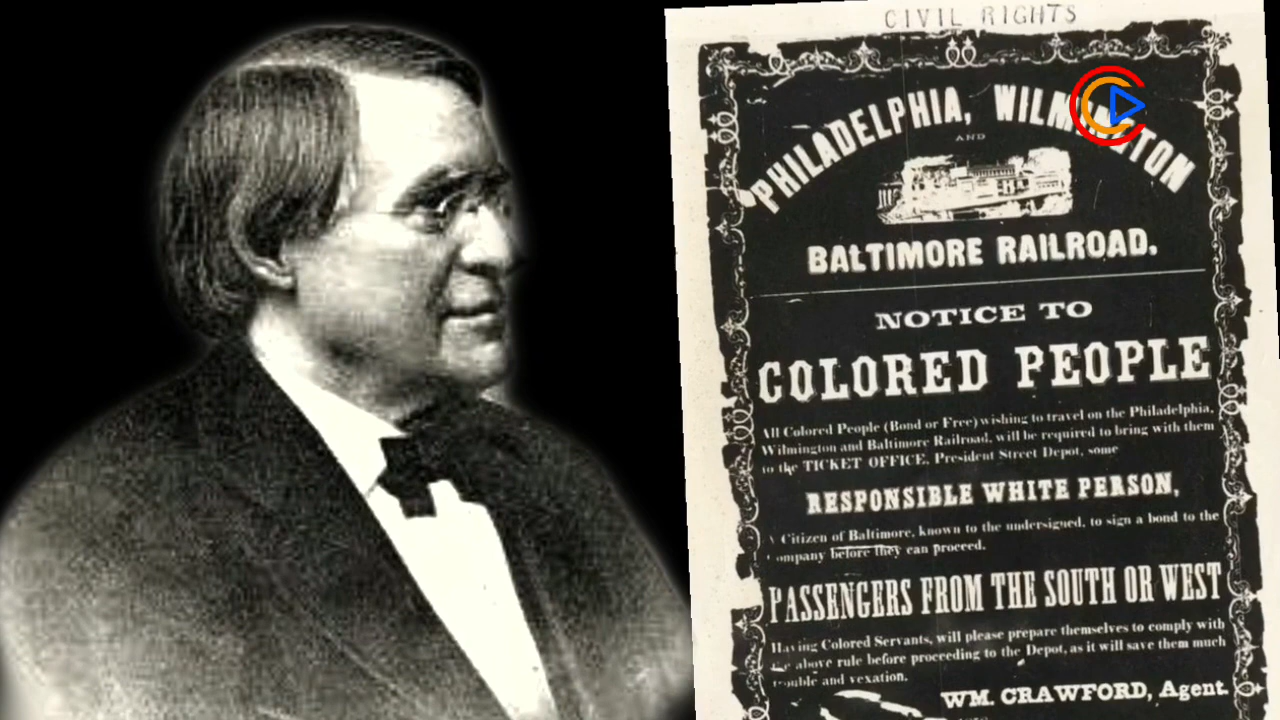 CIVIL RIGHTS
PHILADELPHIA, WILMINGTON
AND
BALTIMORE RAILROAD.
NOTICE TO
COLORED PEOPLE
All Colored People (Bond or Free) wishing to travel on the Philadelphia,
Wilmington and Baltimore Railroad, will be required to bring with them
to the TICKET OFFICE, President Street Depot, some
RESPONSIBLE WHITE PERSON,
A Citizen of Baltimore, known to the undersigned, to sign a bond to the
Company before they can proceed.
PASSENGERS FROM THE SOUTH OR WEST
Having Colored Servants, will please prepare themselves to comply with
the above rule before proceeding to the Depot, as it will save them much
trouble and vexation.
WM. CRAWFORD, Agent.